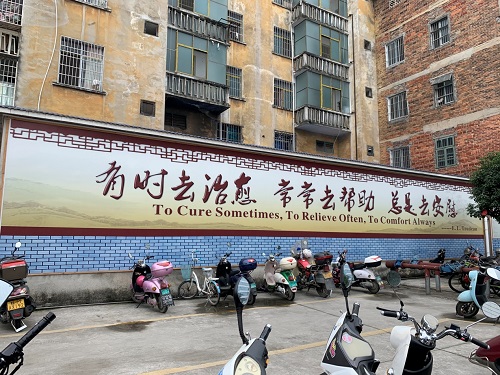 有时去治愈 常常去帮助 总是去安慰
To Cure Sometimes, To Relieve Often, To Comfort Always
—E. L. Trudeau